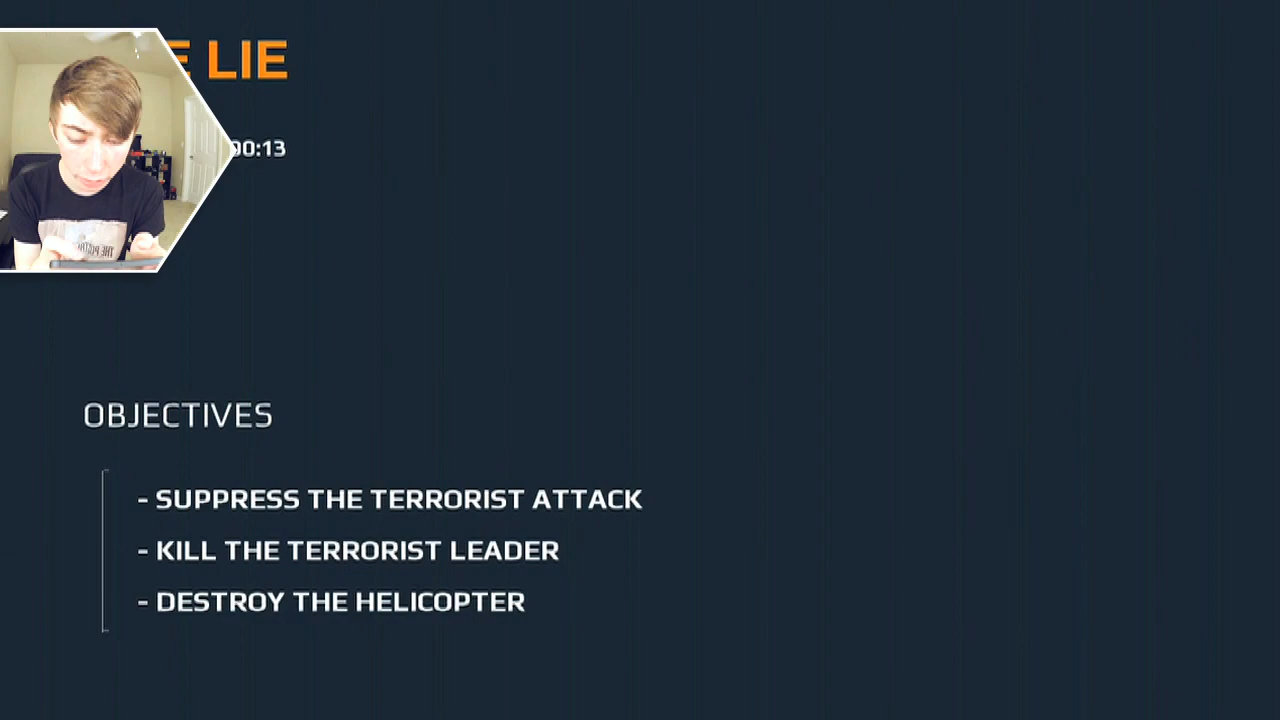 LIE
00:13
OBJECTIVES
- SUPPRESS THE TERRORIST ATTACK
- KILL THE TERRORIST LEADER
- DESTROY THE HELICOPTER